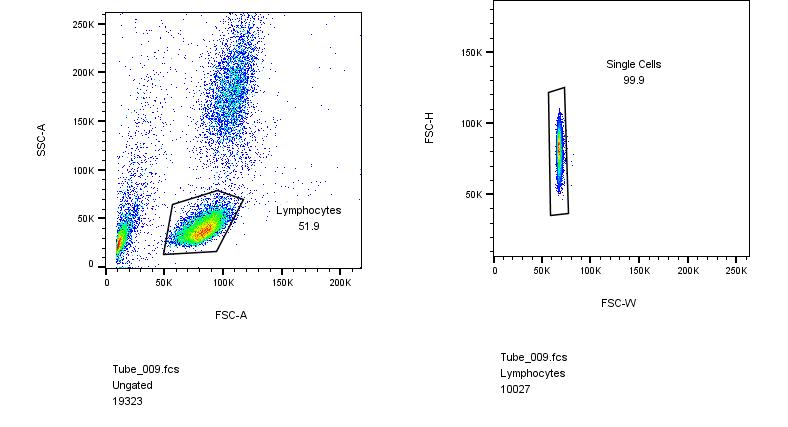 250K
200K
150K
100K
50K
0
SSC-A
0
50K
100K
150K
200K
FSC-A
Lymphocytes
51.9
Tube_009.fcs
Ungated
19323
150K
100K
50K
FSC-H
0
50K
100K
150K
200K
250K
FSC-W
Single Cells
99.9
Tube_009.fcs
Lymphocytes
10027